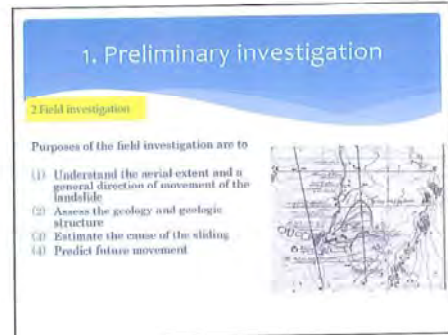 1. Preliminary investigation
2.Field investigation
Purposes of the field investigation are to
(1) Understand the aerial extent and a
general direction of movement of the
landslide
(2) Assess the geology and geologic
structure
(3) Estimate the cause of the sliding
(4) Predict future movement